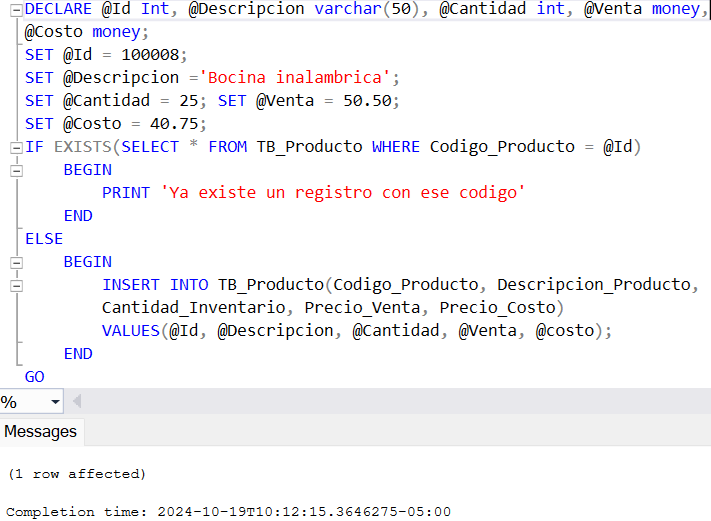 DECLARE @Id Int, @Descripcion varchar(50), @Cantidad int, @Venta money,
@Costo money;
SET @Id = 100008;
SET @Descripcion ='Bocina inalambrica';
SET @Cantidad = 25; SET @Venta = 50.50;
SET @Costo = 40.75;
IF EXISTS(SELECT * FROM TB_Producto WHERE Codigo_Producto = @Id)
BEGIN
PRINT 'Ya existe un registro con ese codigo'
END
ELSE
BEGIN
INSERT INTO TB_Producto(Codigo_Producto, Descripcion_Producto,
Cantidad_Inventario, Precio_Venta, Precio_Costo)
VALUES(@Id, @Descripcion, @Cantidad, @Venta, @costo);
END
GO
%
Messages
(1 row affected)
Completion time: 2024-10-19T10:12:15.3646275-05:00